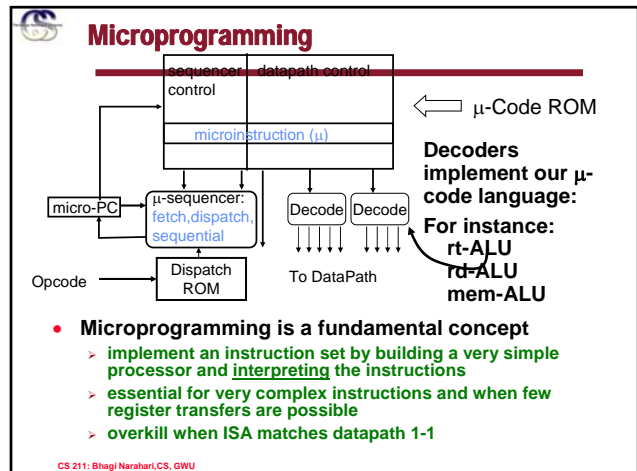 Microprogramming
sequencer control
datapath control
microinstruction (μ)
μ-Code ROM
Decoders
implement our μ-
code language:
For instance:
rt-ALU
rd-ALU
mem-ALU
micro-PC
μ-sequencer:
fetch,dispatch,
sequential
Decode
Decode
Opcode
Dispatch
ROM
To DataPath
• Microprogramming is a fundamental concept
➢ implement an instruction set by building a very simple
processor and interpreting the instructions
➢ essential for very complex instructions and when few
register transfers are possible
➢ overkill when ISA matches datapath 1-1
CS 211: Bhagi Narahari,CS, GWU